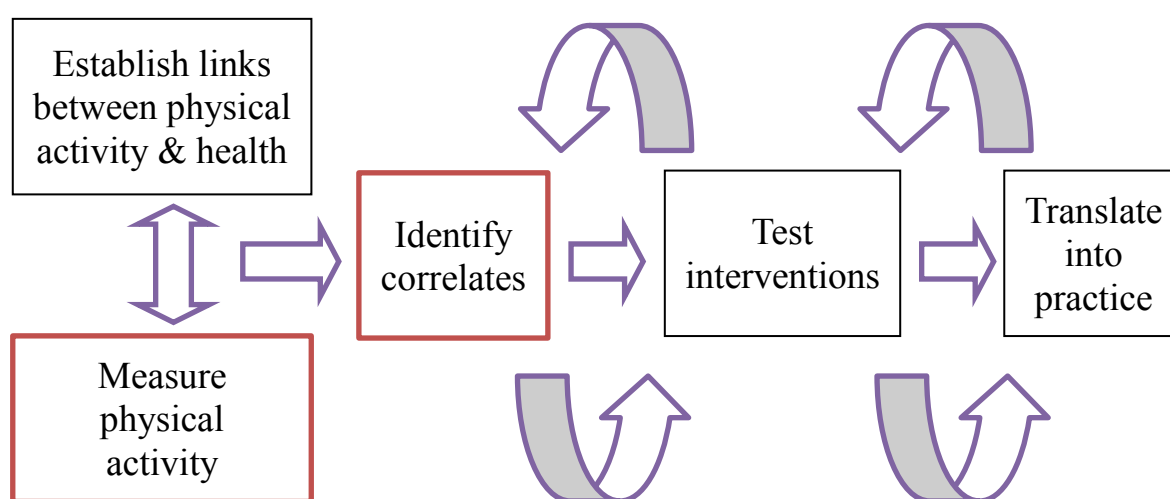 Establish links
between physical
activity & health
Measure
physical
activity
Identify
correlates
Test
interventions
Translate
into
practice